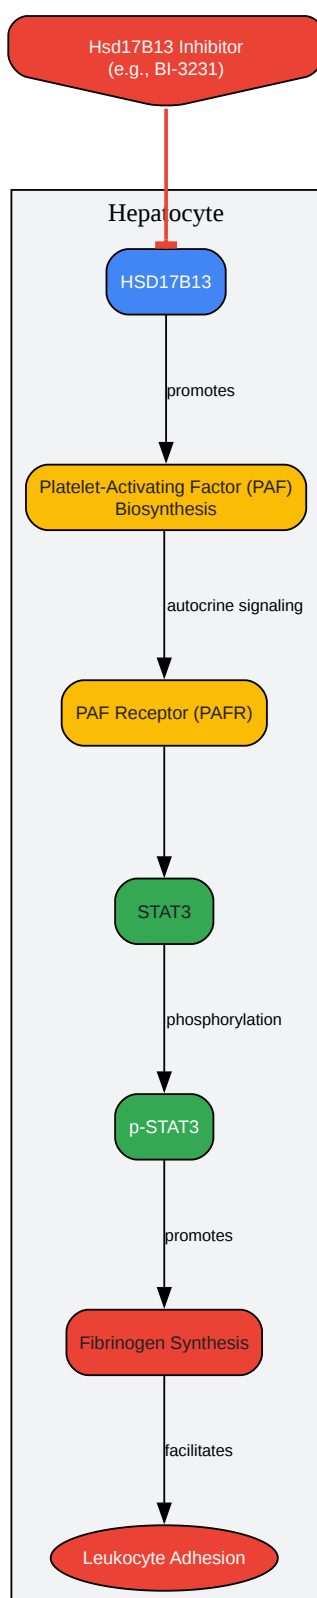 Hsd17B13 Inhibitor
(e.g., BI-3231)
Hepatocyte
HSD17B13
promotes
Platelet-Activating Factor (PAF)
Biosynthesis
autocrine signaling
PAF Receptor (PAFR)
STAT3
phosphorylation
p-STAT3
promotes
Fibrinogen Synthesis
facilitates
Leukocyte Adhesion